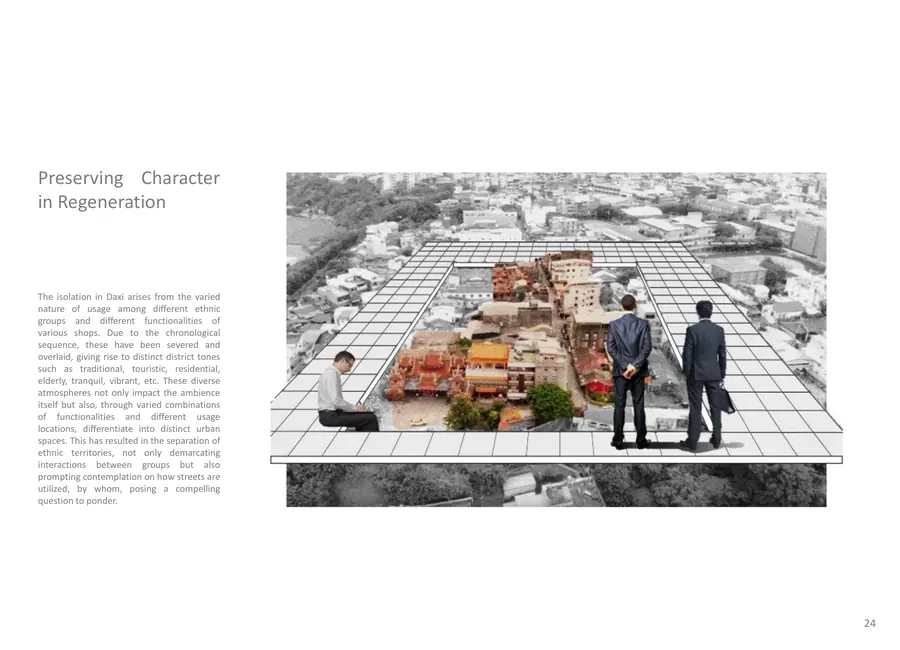 Preserving Character
in Regeneration
The isolation in Daxi arises from the varied
nature of usage among different ethnic
groups and different functionalities of
various shops. Due to the chronological
sequence, these have been severed and
overlaid, giving rise to distinct district tones
such as traditional, touristic, residential,
elderly, tranquil, vibrant, etc. These diverse
atmospheres not only impact the ambience
itself but also, through varied combinations
of functionalities and different usage
locations, differentiate into distinct urban
spaces. This has resulted in the separation of
ethnic territories, not only demarcating
interactions between groups but also
prompting contemplation on how streets are
utilized, by whom, posing a compelling
question to ponder.
24